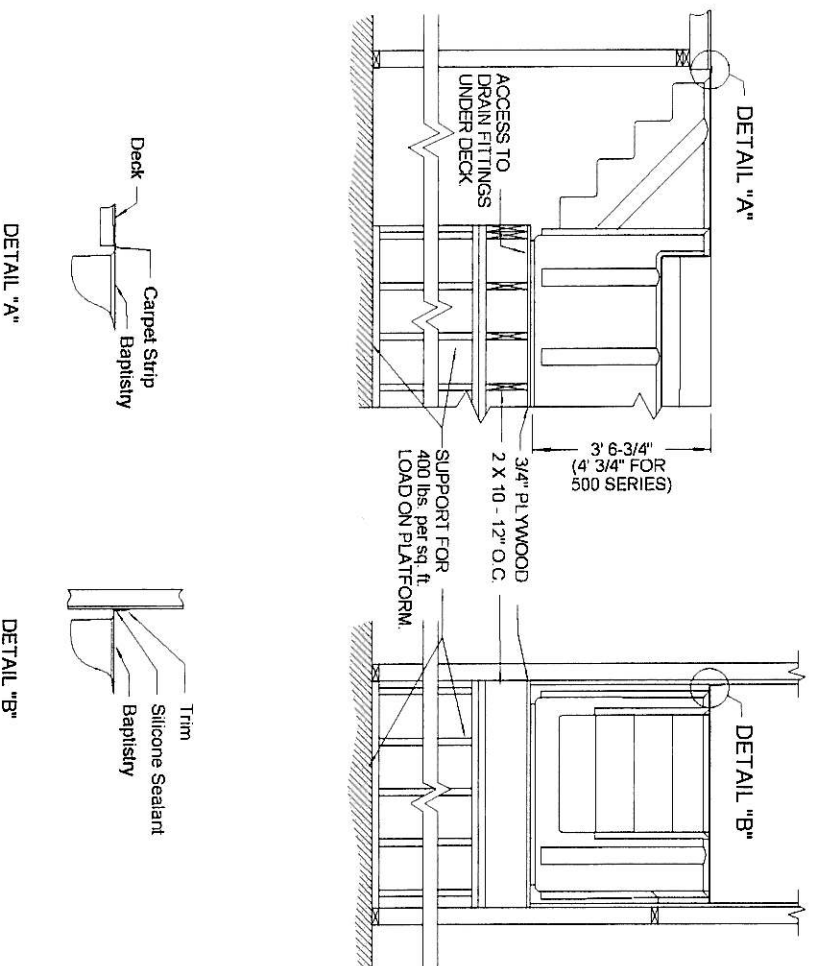 DETAIL "A"
ACCESS TO
DRAIN FITTINGS
UNDER DECK.
3' 6-3/4"
(4' 3/4" FOR
500 SERIES)
3/4" PLYWOOD
2 X 10 - 12" O.C.
SUPPORT FOR
400 lbs. per sq. ft.
LOAD ON PLATFORM.
DETAIL "B"
Deck
Carpet Strip
Baptistry
DETAIL "A"
Trim
Silicone Sealant
Baptistry
DETAIL "B"